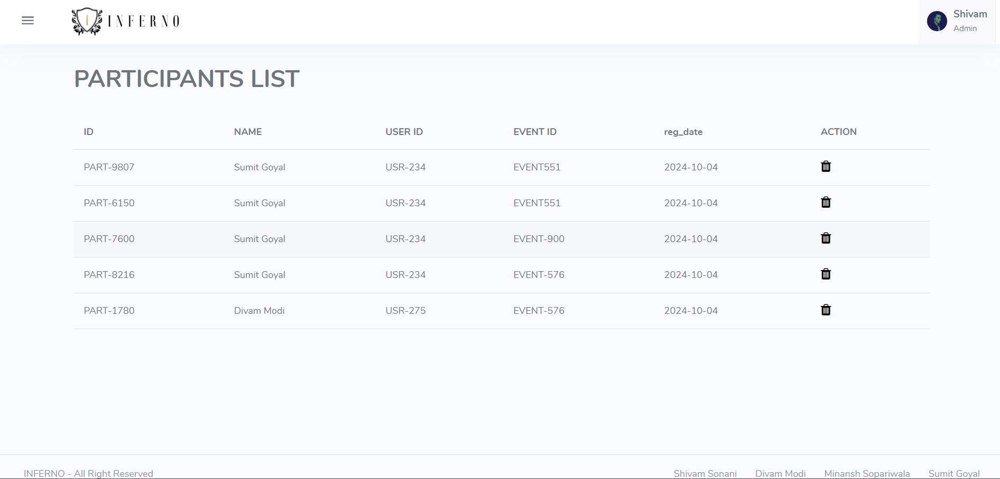 I INFERNO
Shivam
Admin
PARTICIPANTS LIST
ID NAME USER ID EVENT ID reg_date ACTION
PART-9807 Sumit Goyal USR-234 EVENT551 2024-10-04
PART-6150 Sumit Goyal USR-234 EVENT551 2024-10-04
PART-7600 Sumit Goyal USR-234 EVENT-900 2024-10-04
PART-8216 Sumit Goyal USR-234 EVENT-576 2024-10-04
PART-1780 Divam Modi USR-275 EVENT-576 2024-10-04
INFERNO - All Right Reserved Shivam Sonani Divam Modi Minansh Sopariwala Sumit Goyal